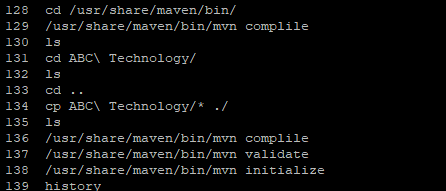 128 cd /usr/share/maven/bin/
129 /usr/share/maven/bin/mvn complile
130 ls
131 cd ABC\ Technology/
132 ls
133 cd ..
134 cp ABC\ Technology/* ./
135 ls
136 /usr/share/maven/bin/mvn complile
137 /usr/share/maven/bin/mvn validate
138 /usr/share/maven/bin/mvn initialize
139 history